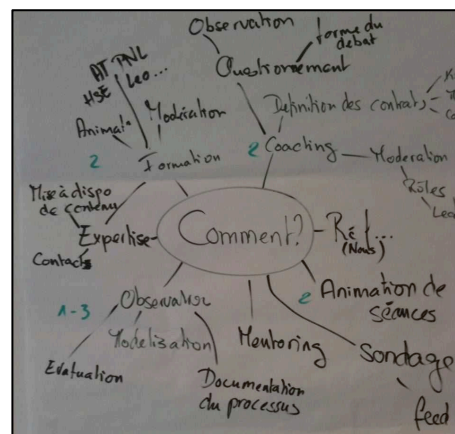 Observation
forme du
débat
Questionnement
AT PNL
HSE Leo...
Modération
Animat°
Définition des contrats
2
Formation
2 Coaching
Moderation
Rôles
Mise à dispo
de contenu
Expertise
Contacts
Comment?
Ré f...
(Nous)
2 Animation de
séances
1-3
Observation
Modélisation
Mentoring
Evaluation
Documentation
du processus
Sondage
feed